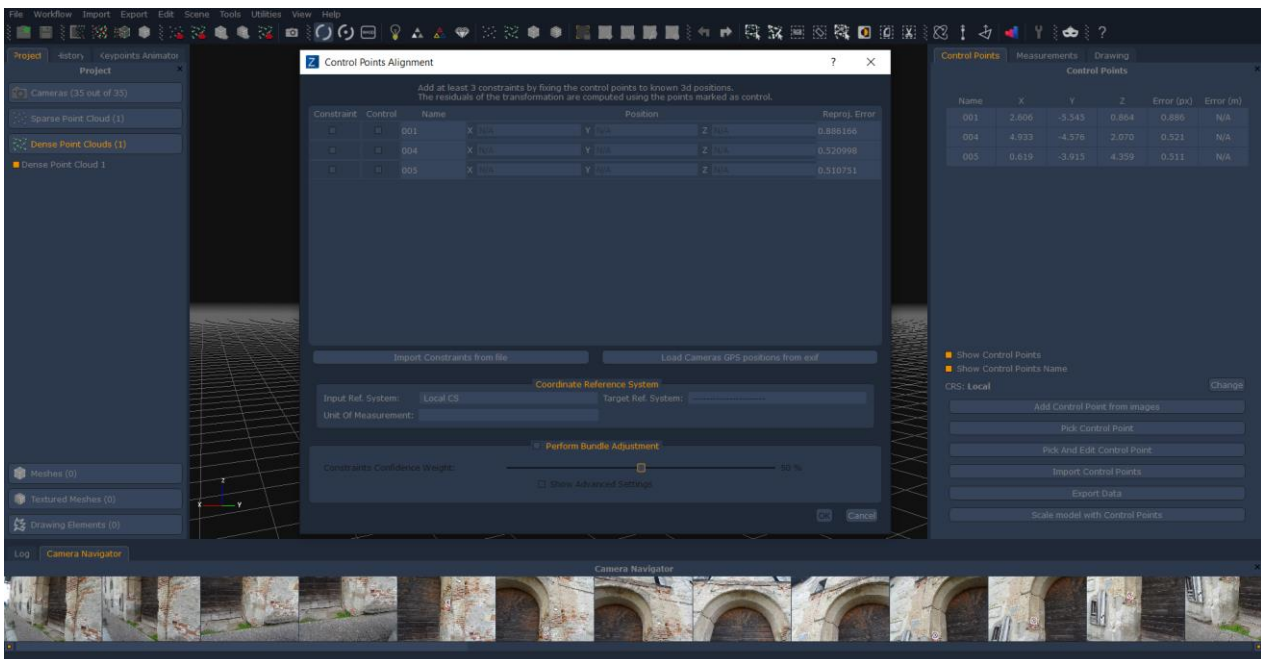 File Workflow Import Export Edit Scene Tools Utilities View Help
Project History Keypoints Animator
Project
Cameras (35 out of 35)
Sparse Point Cloud (1)
Dense Point Clouds (1)
Dense Point Cloud 1
Meshes (0)
Textured Meshes (0)
Drawing Elements (0)
z
x
Y
Z Control Points Alignment ? X
Add at least 3 constraints by fixing the control points to known 3d positions.
The residuals of the transformation are computed using the points marked as control.
Constraint Control Name Position Reproj. Error
001 X N/A Y N/A Z N/A 0.886166
004 X N/A Y N/A Z N/A 0.520998
005 X N/A Y N/A Z N/A 0.510731
Import Constraints from file Load Cameras GPS positions from exif
Coordinate Reference System
Input Ref. System: Local CS Target Ref. System: --------------------
Unit Of Measurement:
Perform Bundle Adjustment
Constraints Confidence Weight: 50 %
Show Advanced Settings
OK Cancel
Control Points Measurements Drawing
Control Points
Name X Y Z Error (px) Error (m)
001 2.606 -5.545 0.864 0.886 N/A
004 4.933 -4.576 2.070 0.521 N/A
005 0.619 -3.915 4.359 0.511 N/A
Show Control Points
Show Control Points Name
CRS: Local Change
Add Control Point from images
Pick Control Point
Pick And Edit Control Point
Import Control Points
Export Data
Scale model with Control Points
Log Camera Navigator
Camera Navigator